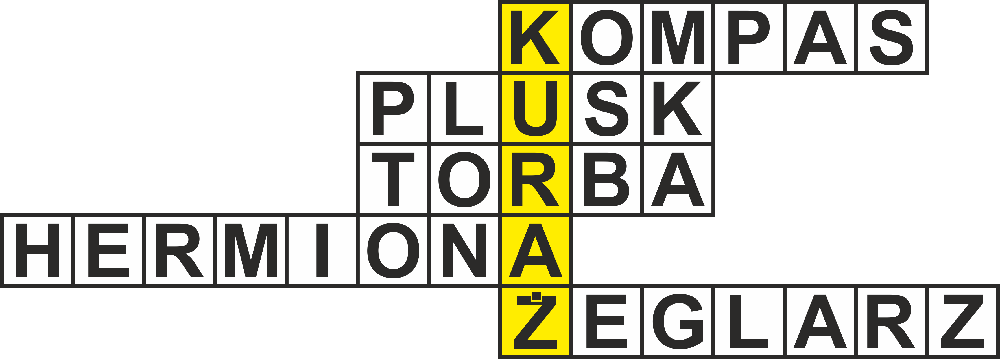 KOMPAS
PLUSK
TORBA
HERMIONA
ŻEGLARZ